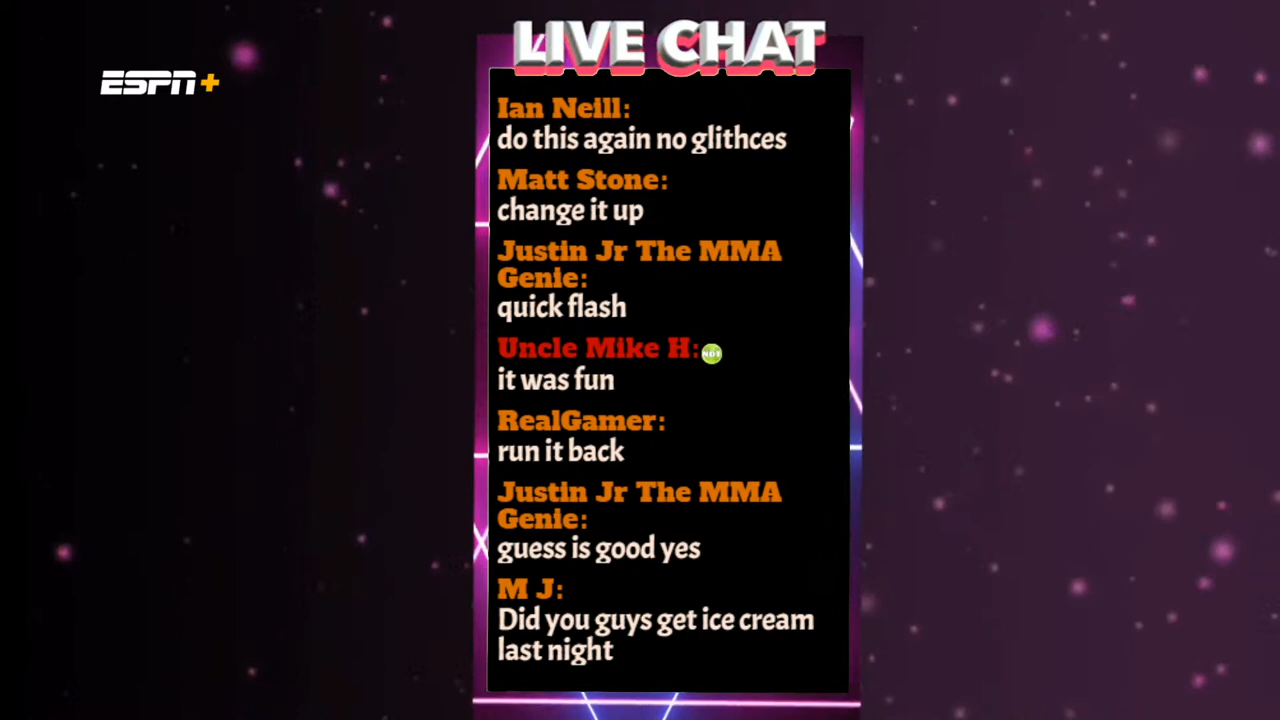 LIVE CHAT
ESPN+
Ian Neill:
do this again no glithces
Matt Stone:
change it up
Justin Jr The MMA
Genie:
quick flash
Uncle Mike H:
NDT
it was fun
RealGamer:
run it back
Justin Jr The MMA
Genie:
guess is good yes
M J:
Did you guys get ice cream
last night